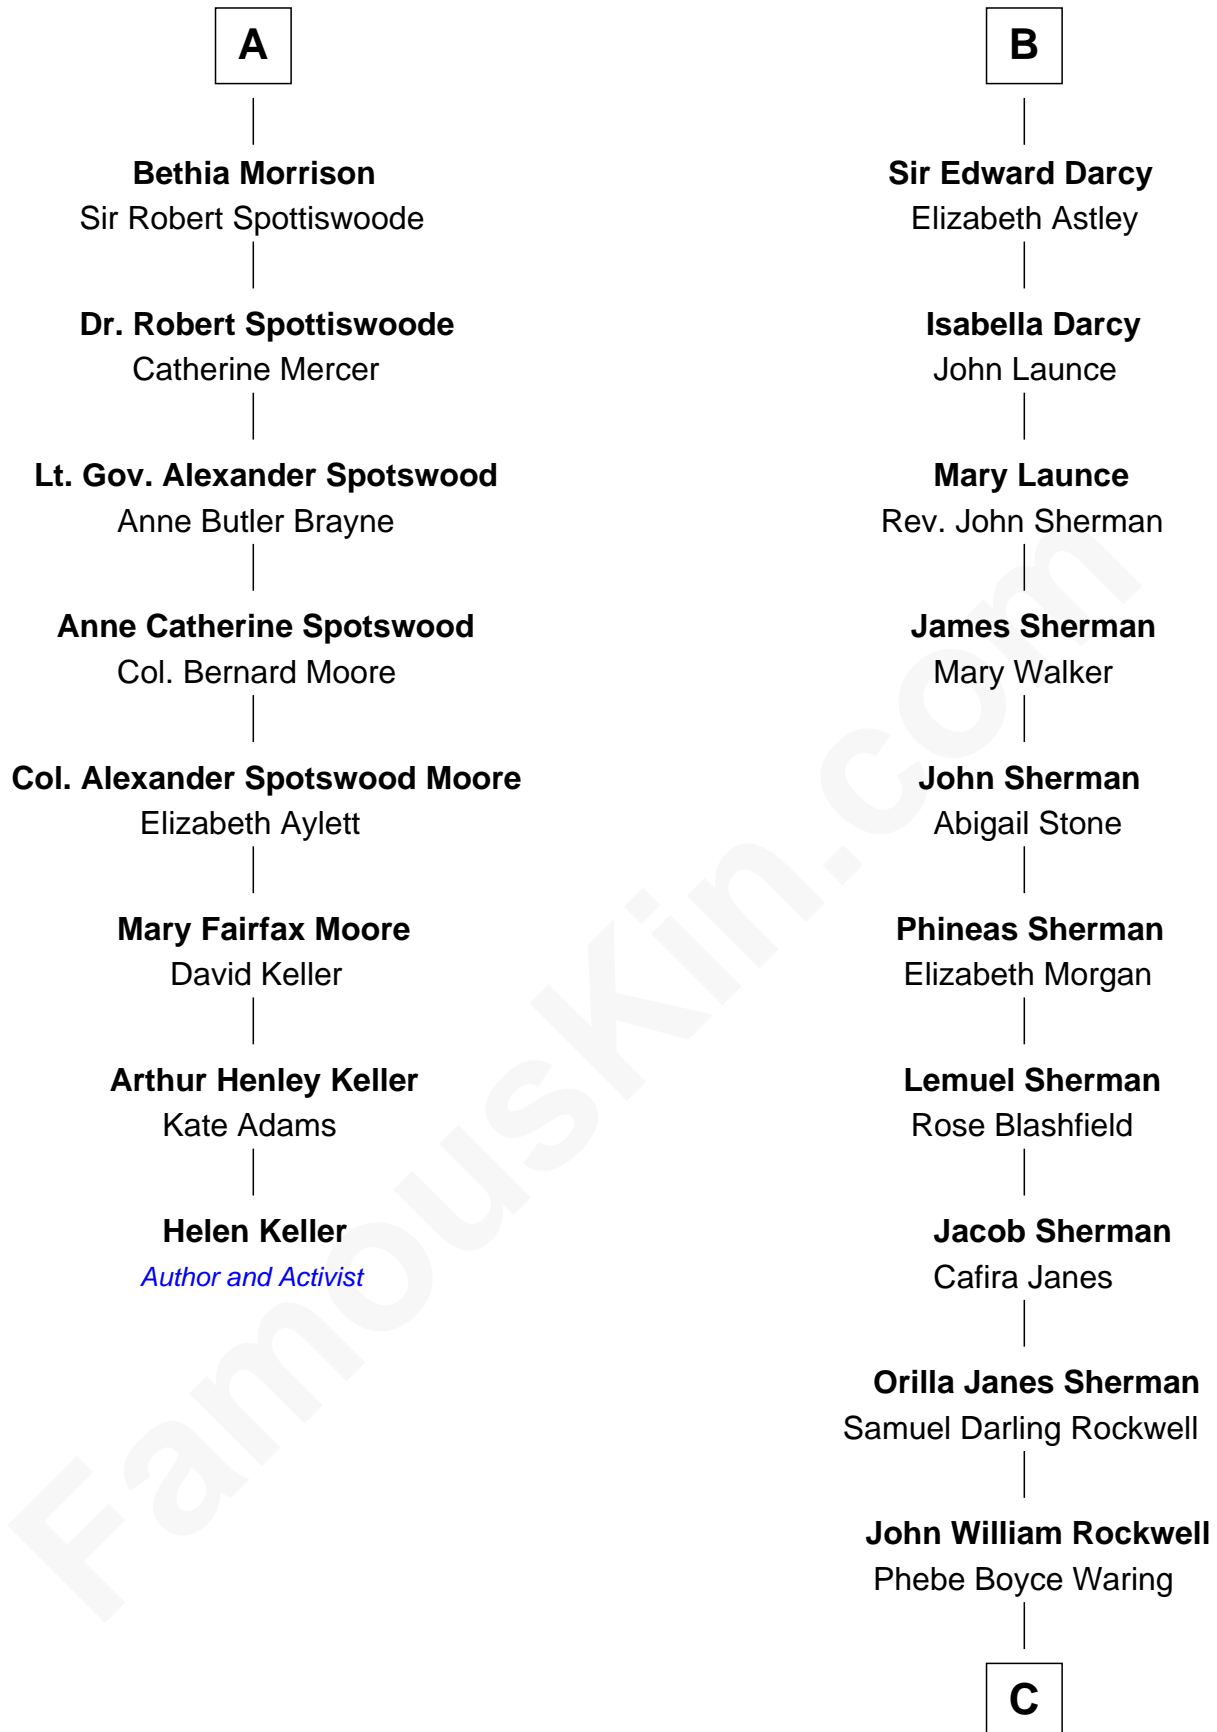 A
Bethia Morrison
Sir Robert Spottiswoode
Dr. Robert Spottiswoode
Catherine Mercer
Lt. Gov. Alexander Spotswood
Anne Butler Brayne
Anne Catherine Spotswood
Col. Bernard Moore
Col. Alexander Spotswood Moore
Elizabeth Aylett
Mary Fairfax Moore
David Keller
Arthur Henley Keller
Kate Adams
Helen Keller
Author and Activist
B
Sir Edward Darcy
Elizabeth Astley
Isabella Darcy
John Launce
Mary Launce
Rev. John Sherman
James Sherman
Mary Walker
John Sherman
Abigail Stone
Phineas Sherman
Elizabeth Morgan
Lemuel Sherman
Rose Blashfield
Jacob Sherman
Cafira Janes
Orilla Janes Sherman
Samuel Darling Rockwell
John William Rockwell
Phebe Boyce Waring
C
FamousKin.com